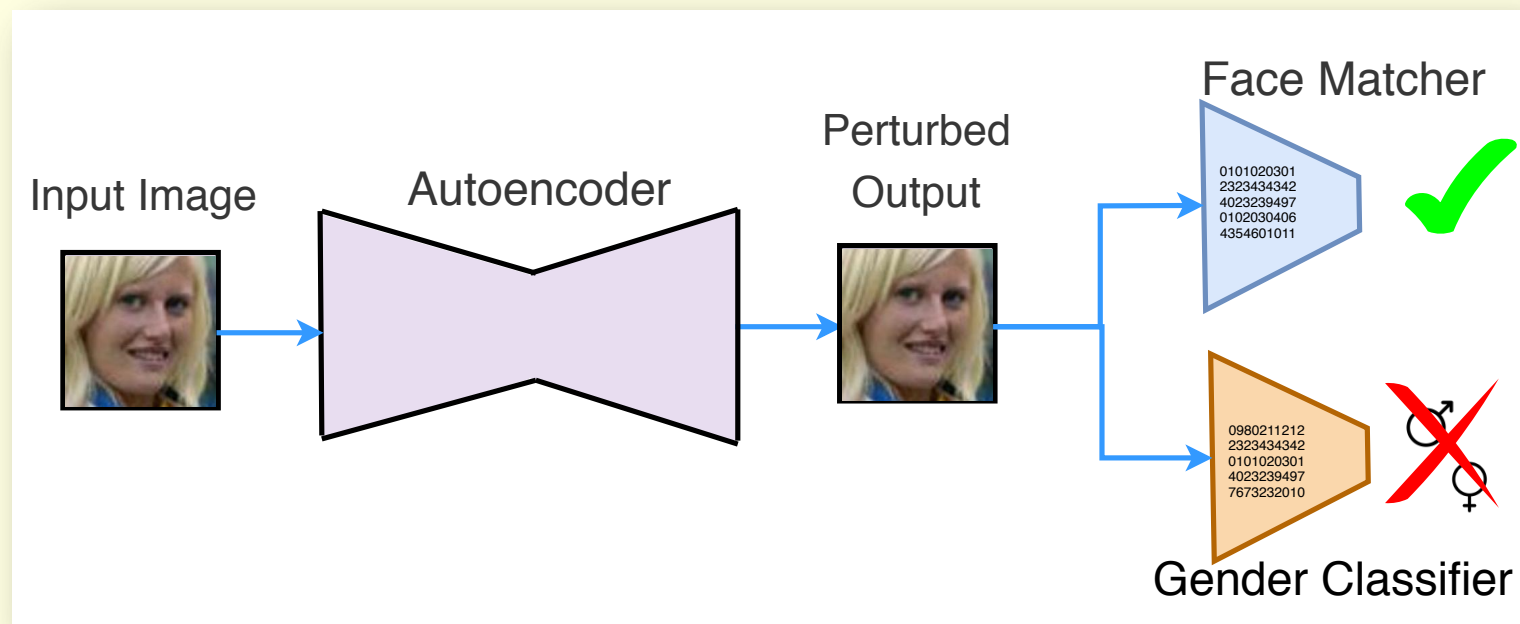 Input Image
Autoencoder
Perturbed
Output
Face Matcher
0101020301
2323434342
4023239497
0102030406
4354601011
0980211212
2323434342
0101020301
4023239497
7673232010
Gender Classifier